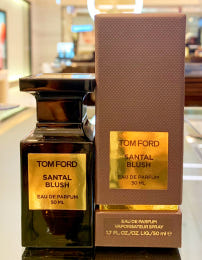 TOM FORD
SANTAL
BLUSH
EAU DE PARFUM
50 ML
TOM FORD
SANTAL
BLUSH
EAU DE PARFUM
50 ML
EAU DE PARFUM
VAPORISATEUR SPRAY
1.7 FL.OZ./OZ. LIQ/50 ml ℮